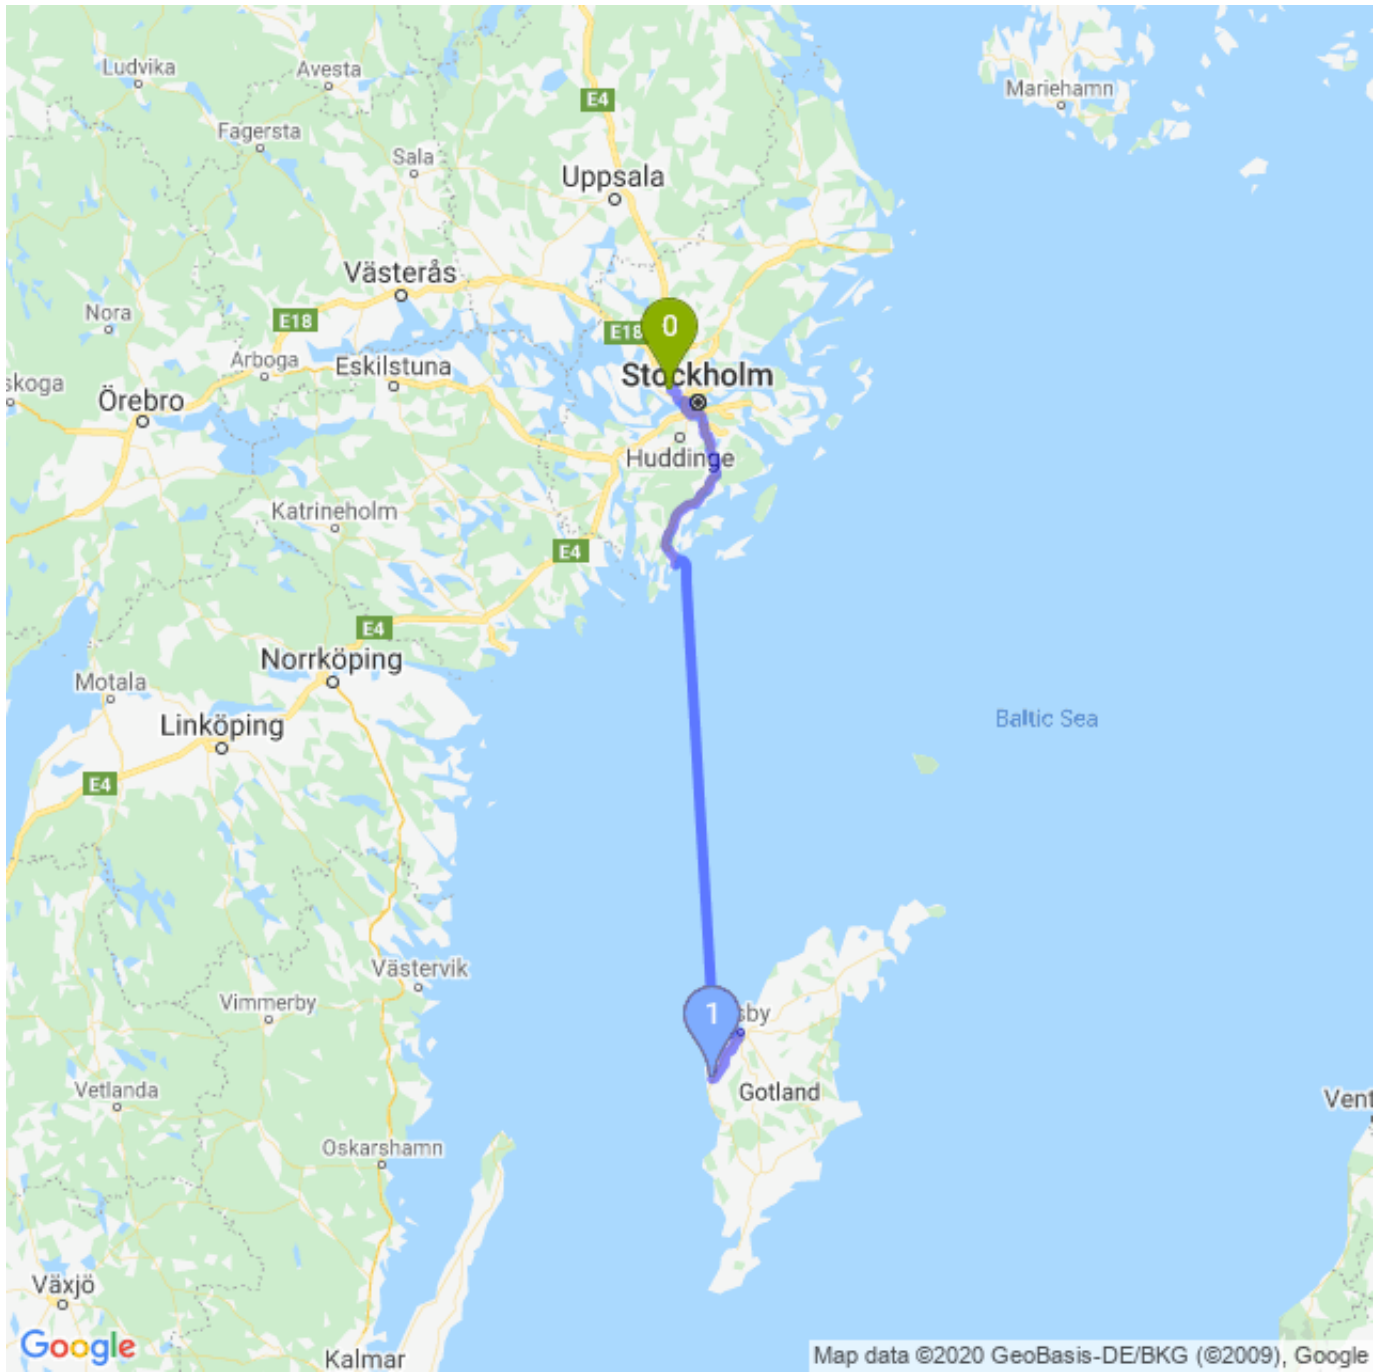 Ludvika
Avesta
Mariehamn
E4
Fagersta
Sala
Uppsala
Västerås
Nora
E18
E18
0
Arboga
Eskilstuna
Stockholm
skoga
Örebro
Huddinge
Katrineholm
E4
E4
Norrköping
Motala
Linköping
Baltic Sea
E4
Västervik
Vimmerby
1
sby
Vetlanda
Gotland
Vent
Oskarshamn
Växjö
Google
Kalmar
Map data ©2020 GeoBasis-DE/BKG (©2009), Google